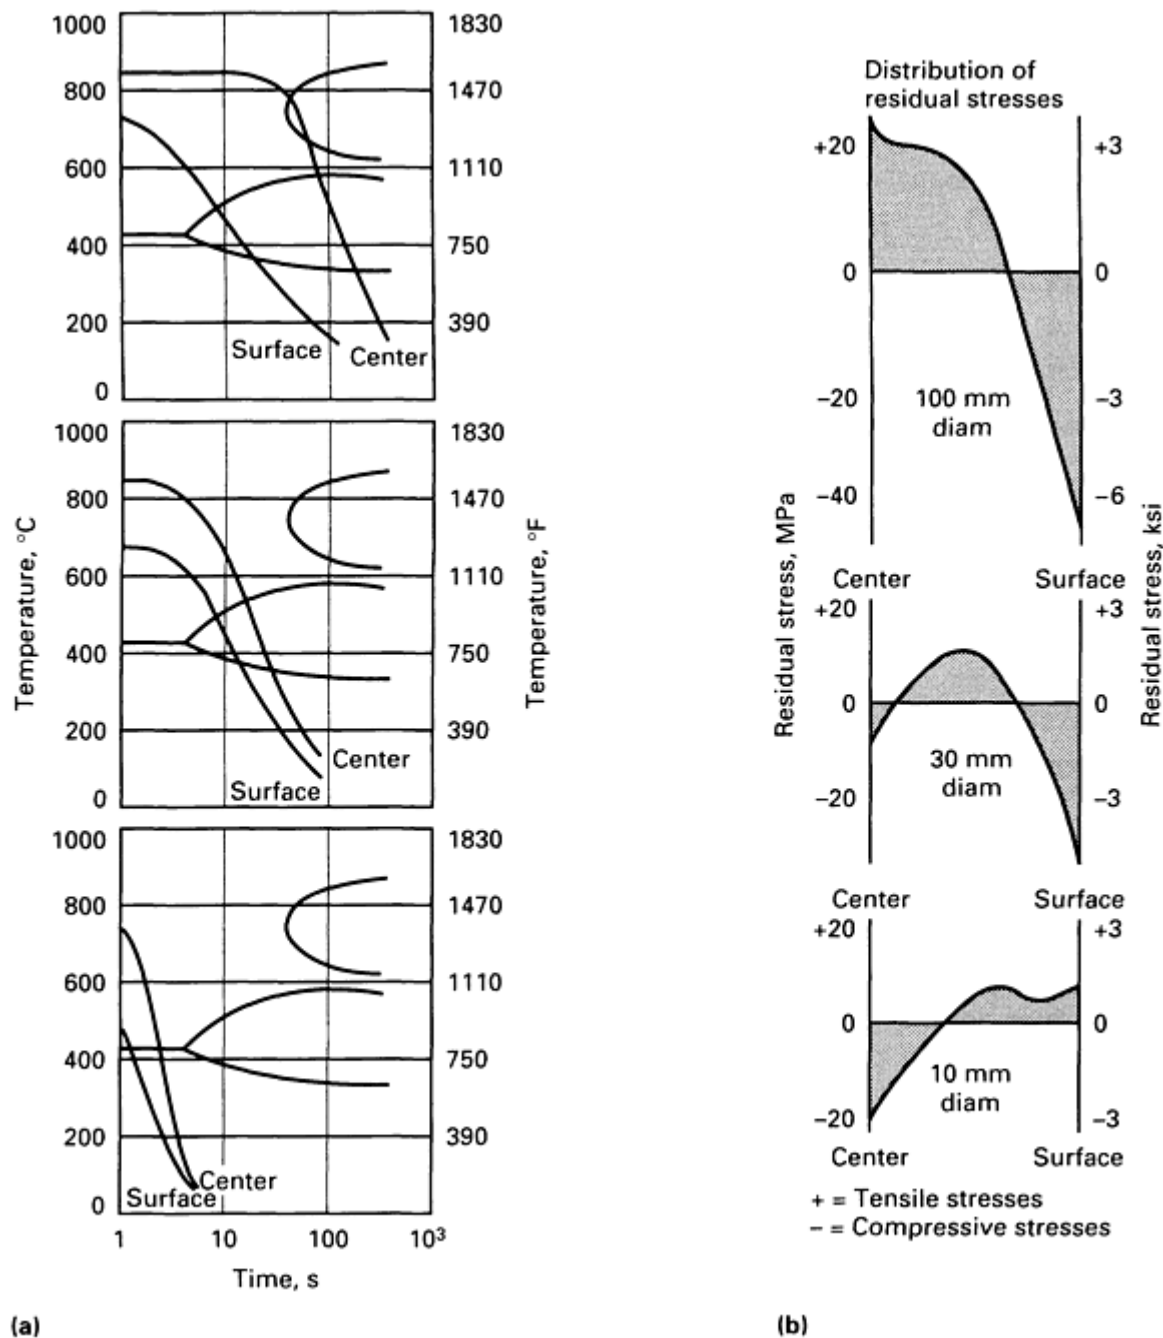 1000
800
600
400
200
0
1830
1470
1110
750
390
Surface
Center
1000
800
600
400
200
0
1830
1470
1110
750
390
Center
Surface
Temperature, °C
Temperature, °F
1000
800
600
400
200
0
1830
1470
1110
750
390
Center
Surface
1
10
100
10³
Time, s
(a)
Distribution of
residual stresses
+20
0
−20
−40
+3
0
−3
−6
100 mm
diam
Center
Surface
Residual stress, MPa
Residual stress, ksi
+20
0
−20
+3
0
−3
30 mm
diam
Center
Surface
+20
0
−20
+3
0
−3
10 mm
diam
Center
Surface
+ = Tensile stresses
− = Compressive stresses
(b)